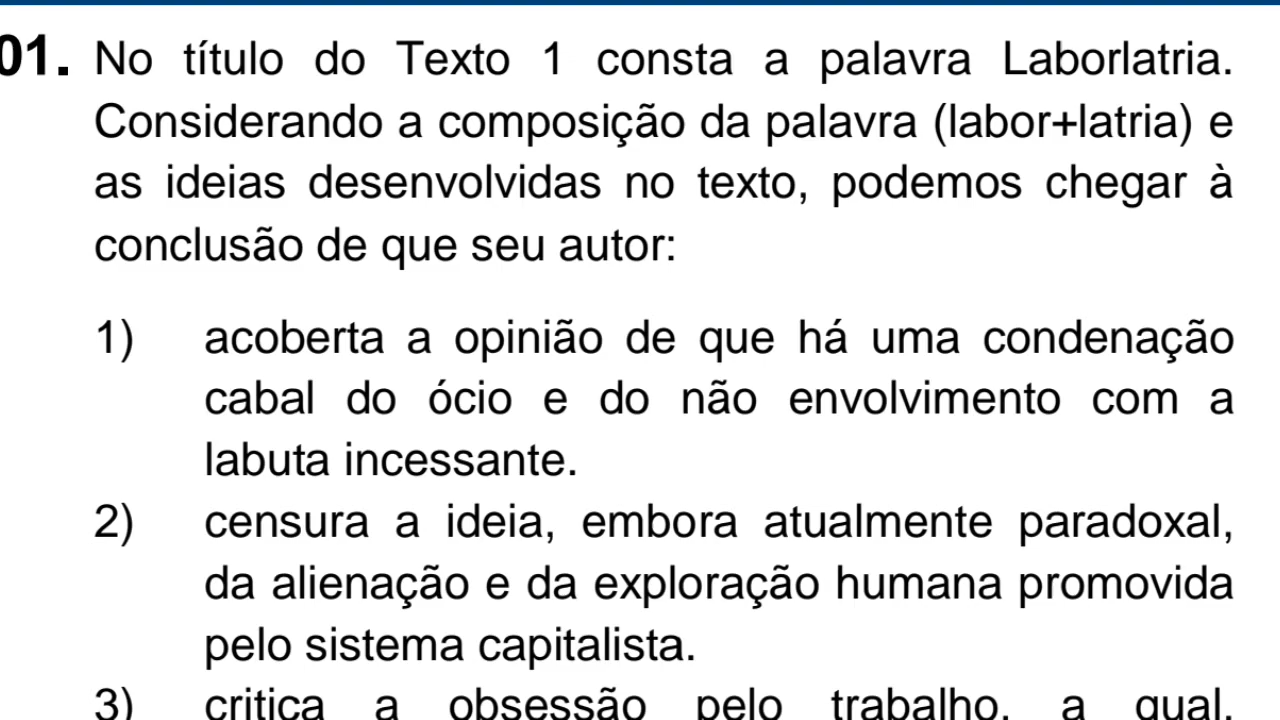 01. No título do Texto 1 consta a palavra Laborlatria.
Considerando a composição da palavra (labor+latria) e
as ideias desenvolvidas no texto, podemos chegar à
conclusão de que seu autor:
1) acoberta a opinião de que há uma condenação
cabal do ócio e do não envolvimento com a
labuta incessante.
2) censura a ideia, embora atualmente paradoxal,
da alienação e da exploração humana promovida
pelo sistema capitalista.
3) critica a obsessão pelo trabalho, a qual,